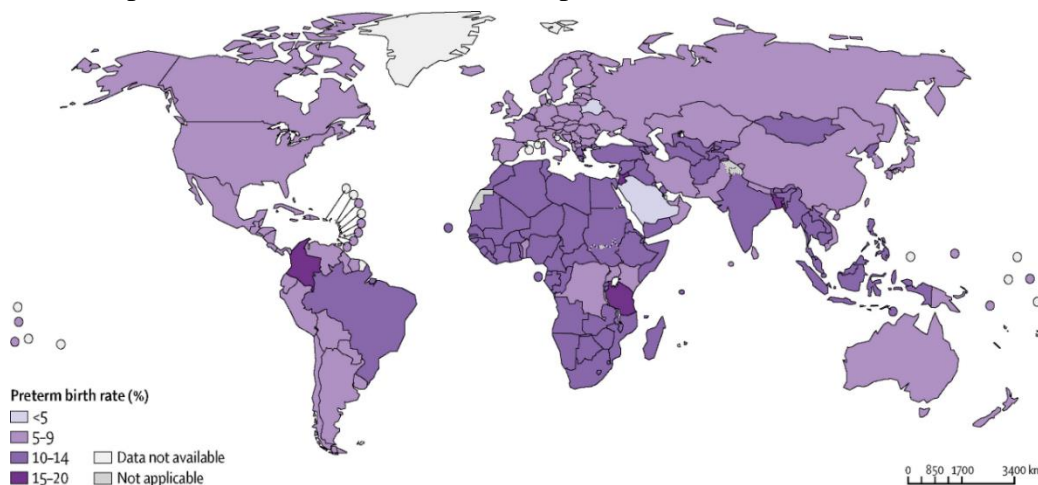 Preterm birth rate (%)
<5
5–9
10–14
15–20
Data not available
Not applicable
0 850 1700 3400 km